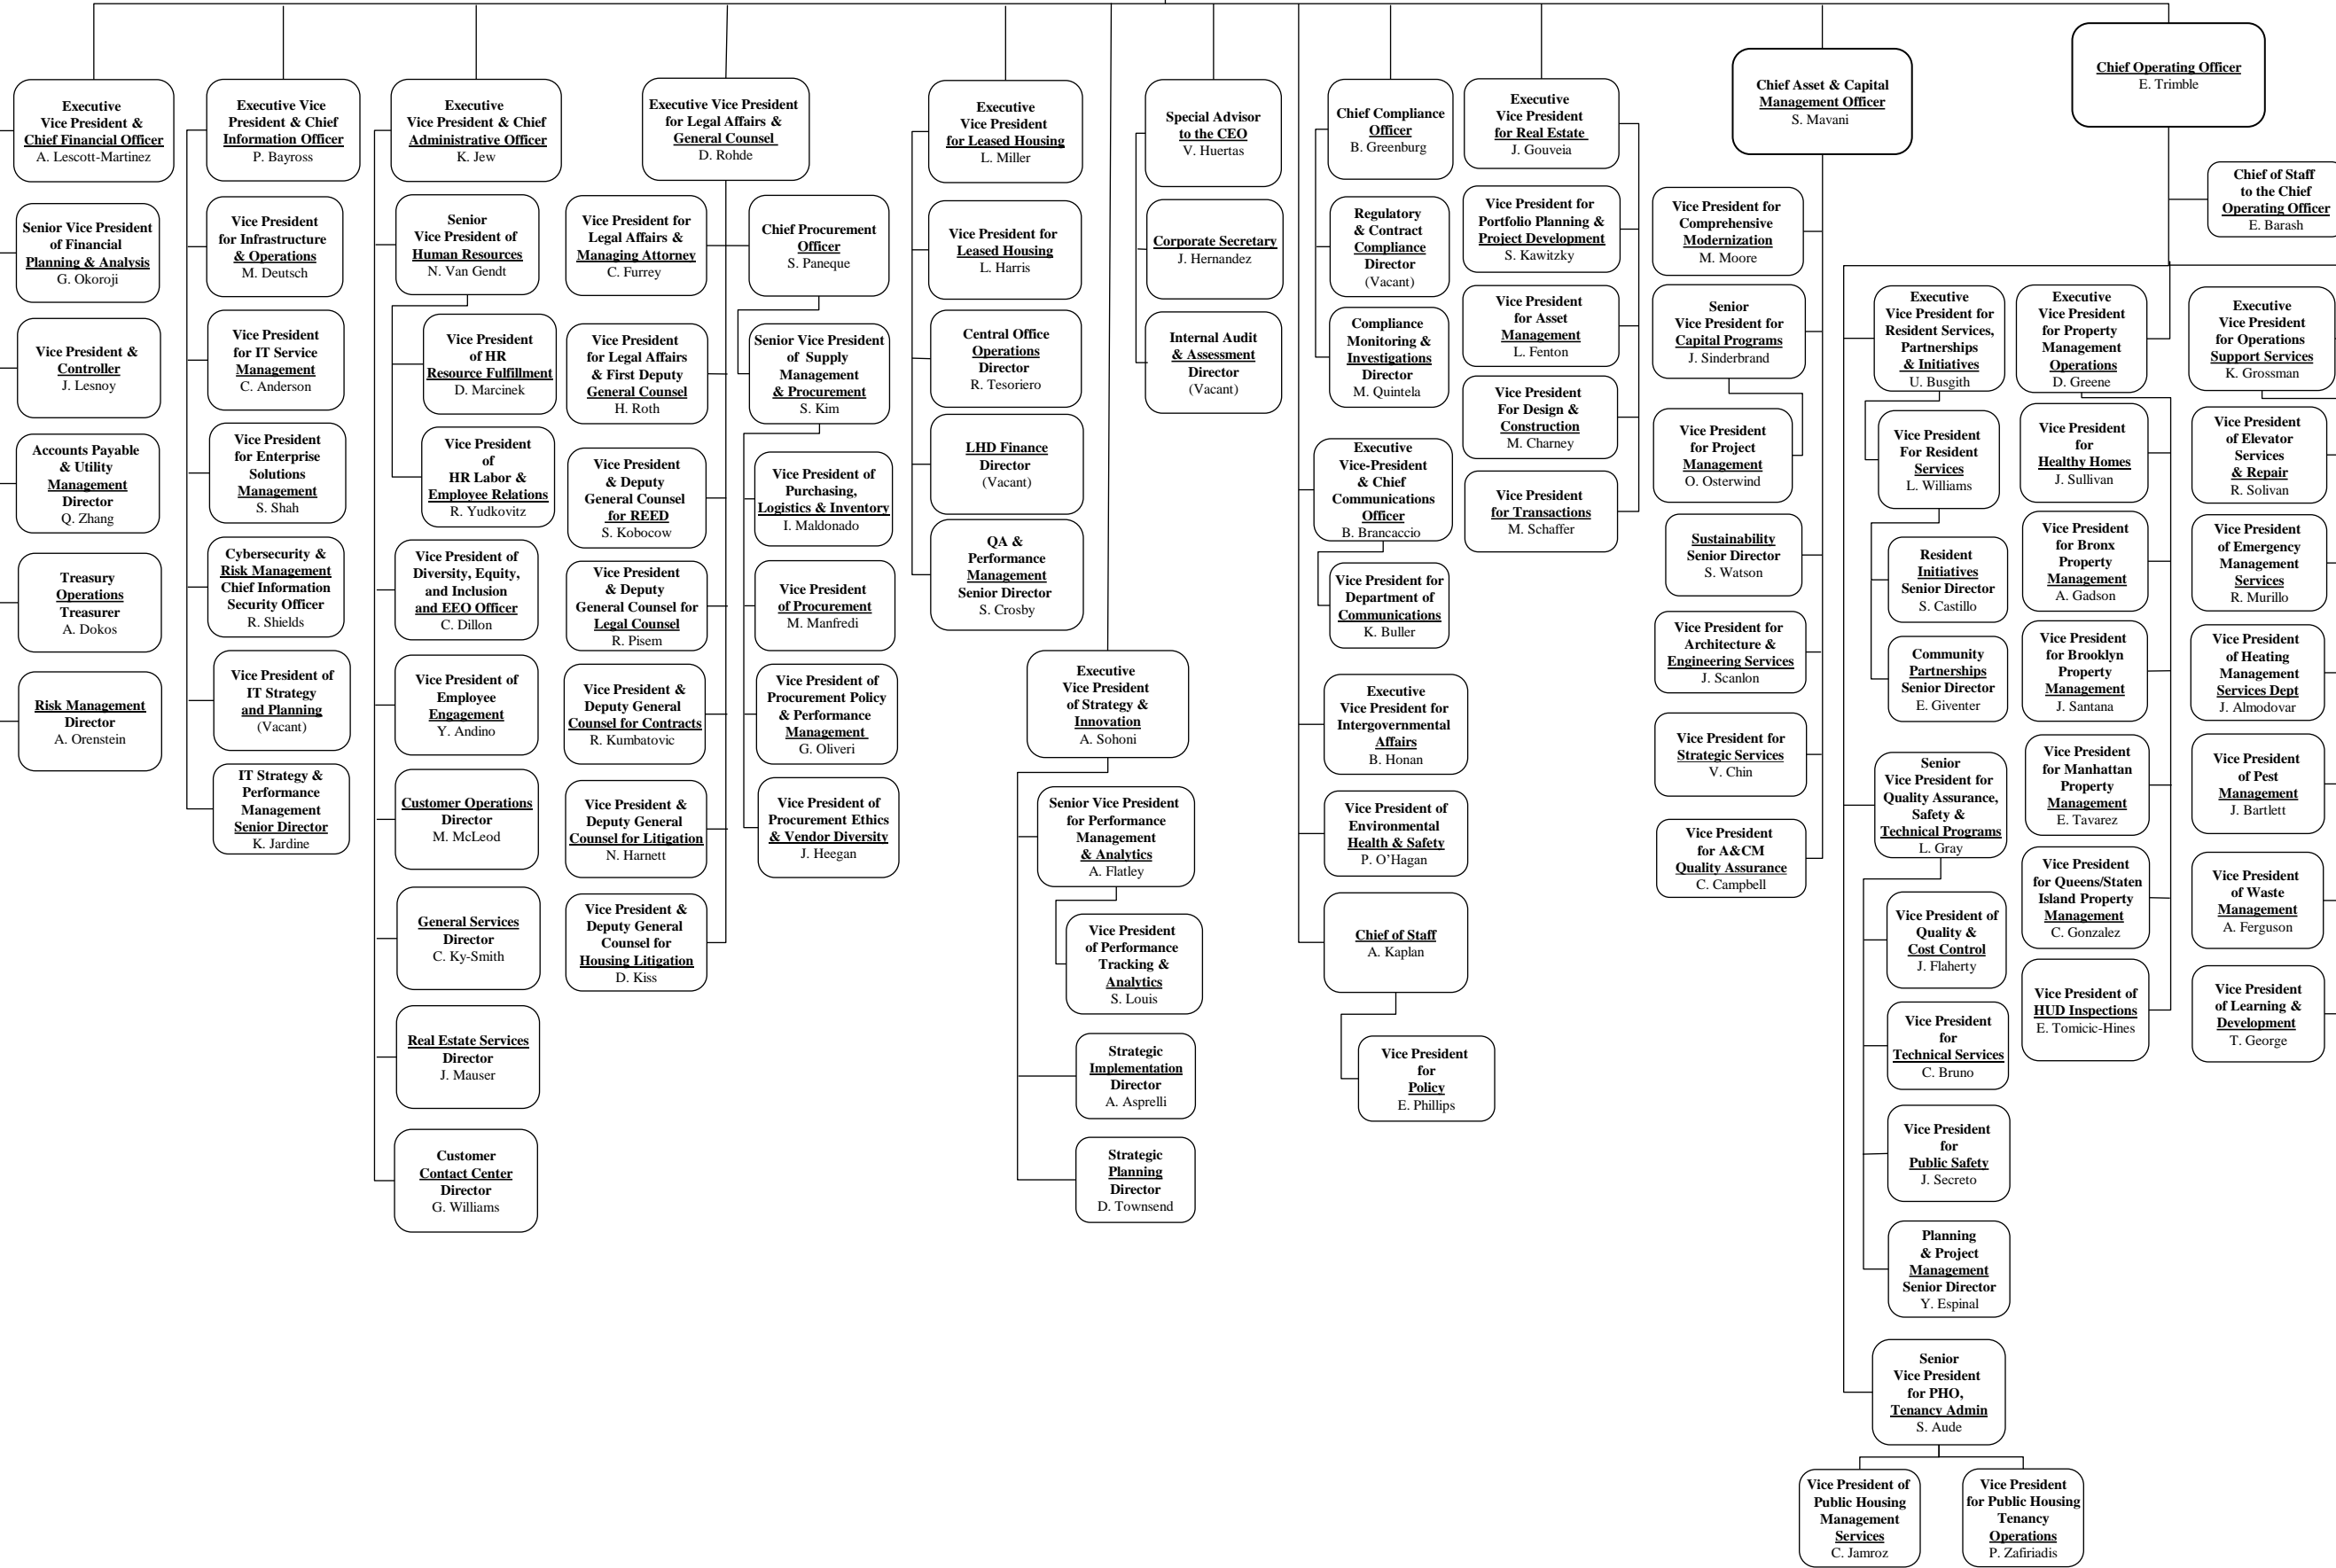 Executive
Vice President &
Chief Financial Officer
A. Lescott-Martinez
Senior Vice President
of Financial
Planning & Analysis
G. Okoroji
Vice President &
Controller
J. Lesnoy
Accounts Payable
& Utility
Management
Director
Q. Zhang
Treasury
Operations
Treasurer
A. Dokos
Risk Management
Director
A. Orenstein
Executive Vice
President & Chief
Information Officer
P. Bayross
Vice President
for Infrastructure
& Operations
M. Deutsch
Vice President
for IT Service
Management
C. Anderson
Vice President
for Enterprise
Solutions
Management
S. Shah
Cybersecurity &
Risk Management
Chief Information
Security Officer
R. Shields
Vice President of
IT Strategy
and Planning
(Vacant)
IT Strategy &
Performance
Management
Senior Director
K. Jardine
Executive
Vice President & Chief
Administrative Officer
K. Jew
Senior
Vice President of
Human Resources
N. Van Gendt
Vice President
of HR
Resource Fulfillment
D. Marcinek
Vice President
of
HR Labor &
Employee Relations
R. Yudkovitz
Vice President of
Diversity, Equity,
and Inclusion
and EEO Officer
C. Dillon
Vice President of
Employee
Engagement
Y. Andino
Customer Operations
Director
M. McLeod
General Services
Director
C. Ky-Smith
Real Estate Services
Director
J. Mauser
Customer
Contact Center
Director
G. Williams
Executive Vice President
for Legal Affairs &
General Counsel
D. Rohde
Vice President for
Legal Affairs &
Managing Attorney
C. Furrey
Vice President
for Legal Affairs
& First Deputy
General Counsel
H. Roth
Vice President
& Deputy
General Counsel
for REED
S. Kobocow
Vice President
& Deputy
General Counsel for
Legal Counsel
R. Pisem
Vice President &
Deputy General
Counsel for Contracts
R. Kumbatovic
Vice President &
Deputy General
Counsel for Litigation
N. Harnett
Vice President &
Deputy General
Counsel for
Housing Litigation
D. Kiss
Chief Procurement
Officer
S. Paneque
Senior Vice President
of Supply
Management
& Procurement
S. Kim
Vice President of
Purchasing,
Logistics & Inventory
I. Maldonado
Vice President
of Procurement
M. Manfredi
Vice President of
Procurement Policy
& Performance
Management
G. Oliveri
Vice President of
Procurement Ethics
& Vendor Diversity
J. Heegan
Executive
Vice President
for Leased Housing
L. Miller
Vice President for
Leased Housing
L. Harris
Central Office
Operations
Director
R. Tesoriero
LHD Finance
Director
(Vacant)
QA &
Performance
Management
Senior Director
S. Crosby
Executive
Vice President
of Strategy &
Innovation
A. Sohoni
Senior Vice President
for Performance
Management
& Analytics
A. Flatley
Vice President
of Performance
Tracking &
Analytics
S. Louis
Strategic
Implementation
Director
A. Asprelli
Strategic
Planning
Director
D. Townsend
Special Advisor
to the CEO
V. Huertas
Corporate Secretary
J. Hernandez
Internal Audit
& Assessment
Director
(Vacant)
Chief Compliance
Officer
B. Greenburg
Regulatory
& Contract
Compliance
Director
(Vacant)
Compliance
Monitoring &
Investigations
Director
M. Quintela
Executive
Vice-President
& Chief
Communications
Officer
B. Brancaccio
Vice President for
Department of
Communications
K. Buller
Executive
Vice President for
Intergovernmental
Affairs
B. Honan
Vice President of
Environmental
Health & Safety
P. O’Hagan
Chief of Staff
A. Kaplan
Vice President
for
Policy
E. Phillips
Executive
Vice President
for Real Estate
J. Gouveia
Vice President for
Portfolio Planning &
Project Development
S. Kawitzky
Vice President
for Asset
Management
L. Fenton
Vice President
For Design &
Construction
M. Charney
Vice President
for Transactions
M. Schaffer
Chief Asset & Capital
Management Officer
S. Mavani
Vice President for
Comprehensive
Modernization
M. Moore
Senior
Vice President for
Capital Programs
J. Sinderbrand
Vice President
for Project
Management
O. Osterwind
Sustainability
Senior Director
S. Watson
Vice President for
Architecture &
Engineering Services
J. Scanlon
Vice President for
Strategic Services
V. Chin
Vice President
for A&CM
Quality Assurance
C. Campbell
Chief Operating Officer
E. Trimble
Chief of Staff
to the Chief
Operating Officer
E. Barash
Executive
Vice President for
Resident Services,
Partnerships
& Initiatives
U. Busgith
Vice President
For Resident
Services
L. Williams
Resident
Initiatives
Senior Director
S. Castillo
Community
Partnerships
Senior Director
E. Giventer
Senior
Vice President for
Quality Assurance,
Safety &
Technical Programs
L. Gray
Vice President of
Quality &
Cost Control
J. Flaherty
Vice President
for
Technical Services
C. Bruno
Vice President
for
Public Safety
J. Secreto
Planning
& Project
Management
Senior Director
Y. Espinal
Senior
Vice President
for PHO,
Tenancy Admin
S. Aude
Vice President of
Public Housing
Management
Services
C. Jamroz
Vice President
for Public Housing
Tenancy
Operations
P. Zafiriadis
Executive
Vice President
for Property
Management
Operations
D. Greene
Vice President
for
Healthy Homes
J. Sullivan
Vice President
for Bronx
Property
Management
A. Gadson
Vice President
for Brooklyn
Property
Management
J. Santana
Vice President
for Manhattan
Property
Management
E. Tavarez
Vice President
for Queens/Staten
Island Property
Management
C. Gonzalez
Vice President of
HUD Inspections
E. Tomicic-Hines
Executive
Vice President
for Operations
Support Services
K. Grossman
Vice President
of Elevator
Services
& Repair
R. Solivan
Vice President
of Emergency
Management
Services
R. Murillo
Vice President
of Heating
Management
Services Dept
J. Almodovar
Vice President
of Pest
Management
J. Bartlett
Vice President
of Waste
Management
A. Ferguson
Vice President
of Learning &
Development
T. George